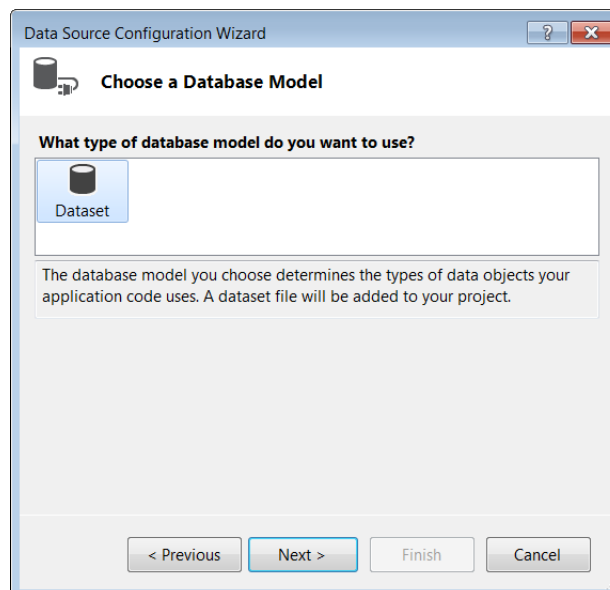 Data Source Configuration Wizard
?
Choose a Database Model
What type of database model do you want to use?
Dataset
The database model you choose determines the types of data objects your
application code uses. A dataset file will be added to your project.
< Previous
Next >
Finish
Cancel